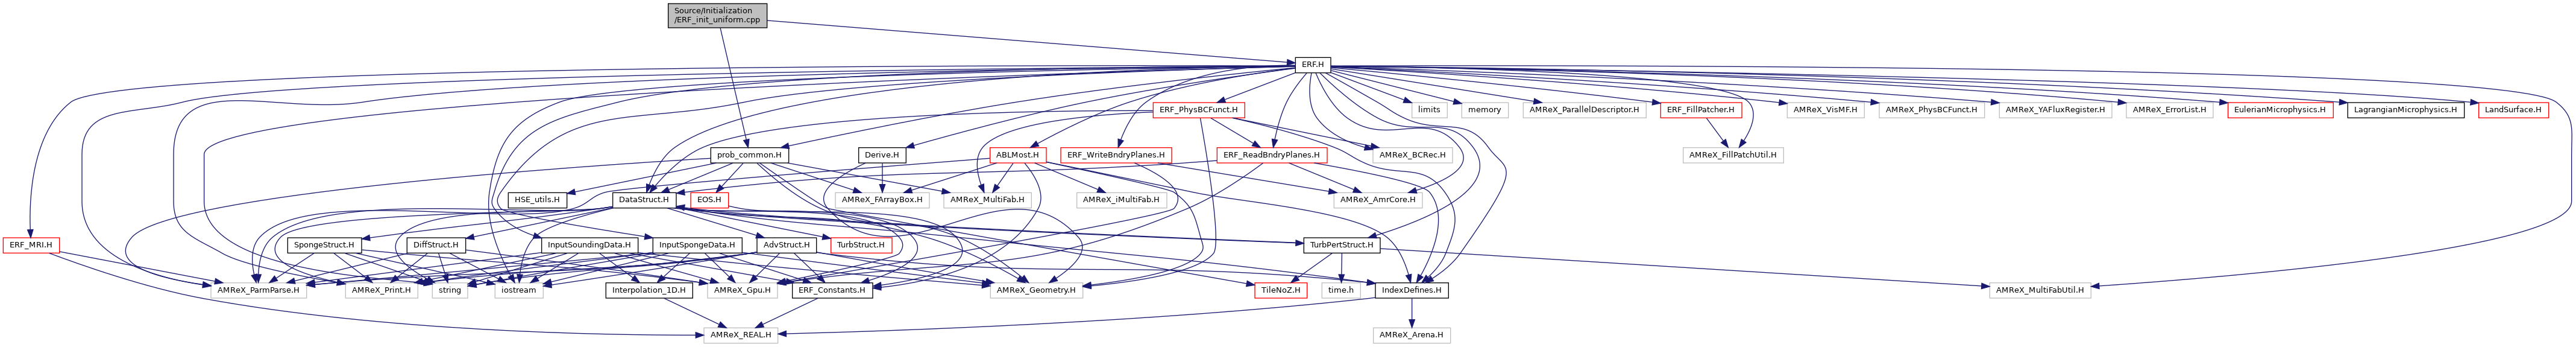 Source/Initialization
/ERF_init_uniform.cpp
ERF.H
ERF_PhysBCFunct.H
limits
memory
AMReX_ParallelDescriptor.H
ERF_FillPatcher.H
AMReX_VisMF.H
AMReX_PhysBCFunct.H
AMReX_YAFluxRegister.H
AMReX_ErrorList.H
EulerianMicrophysics.H
LagrangianMicrophysics.H
LandSurface.H
prob_common.H
Derive.H
ABLMost.H
ERF_WriteBndryPlanes.H
ERF_ReadBndryPlanes.H
AMReX_BCRec.H
AMReX_FillPatchUtil.H
HSE_utils.H
DataStruct.H
EOS.H
AMReX_FArrayBox.H
AMReX_MultiFab.H
AMReX_iMultiFab.H
AMReX_AmrCore.H
ERF_MRI.H
SpongeStruct.H
DiffStruct.H
InputSoundingData.H
InputSpongeData.H
AdvStruct.H
TurbStruct.H
TurbPertStruct.H
AMReX_ParmParse.H
AMReX_Print.H
string
iostream
Interpolation_1D.H
AMReX_Gpu.H
ERF_Constants.H
AMReX_Geometry.H
TileNoZ.H
time.h
IndexDefines.H
AMReX_MultiFabUtil.H
AMReX_REAL.H
AMReX_Arena.H